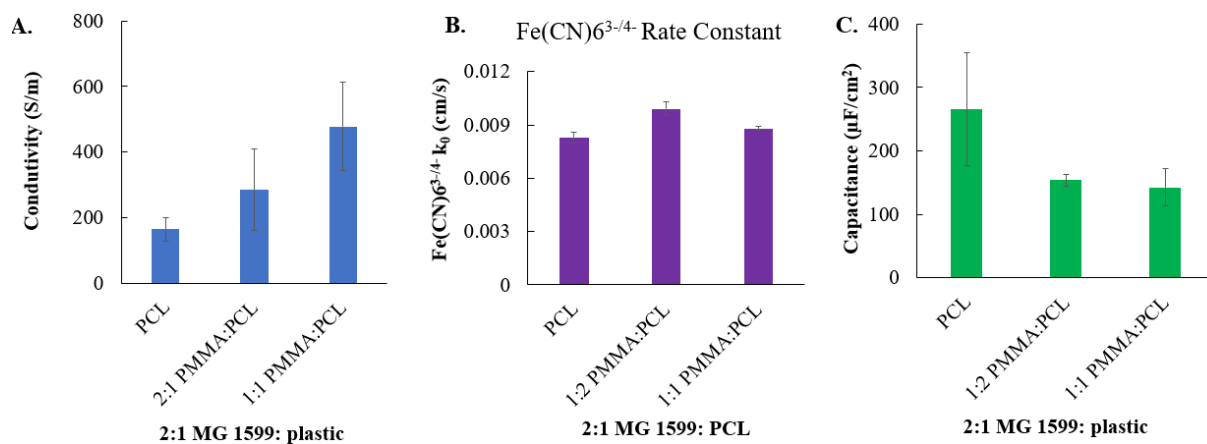 A.
Condutivity (S/m)
800
600
400
200
0
PCL
2:1 PMMA:PCL
1:1 PMMA:PCL
2:1 MG 1599: plastic
B.
Fe(CN)6³⁻/⁴⁻ Rate Constant
Fe(CN)6³⁻/⁴⁻ k₀ (cm/s)
0.012
0.009
0.006
0.003
0
PCL
1:2 PMMA:PCL
1:1 PMMA:PCL
2:1 MG 1599: PCL
C.
Capacitance (µF/cm²)
400
300
200
100
0
PCL
1:2 PMMA:PCL
1:1 PMMA:PCL
2:1 MG 1599: plastic